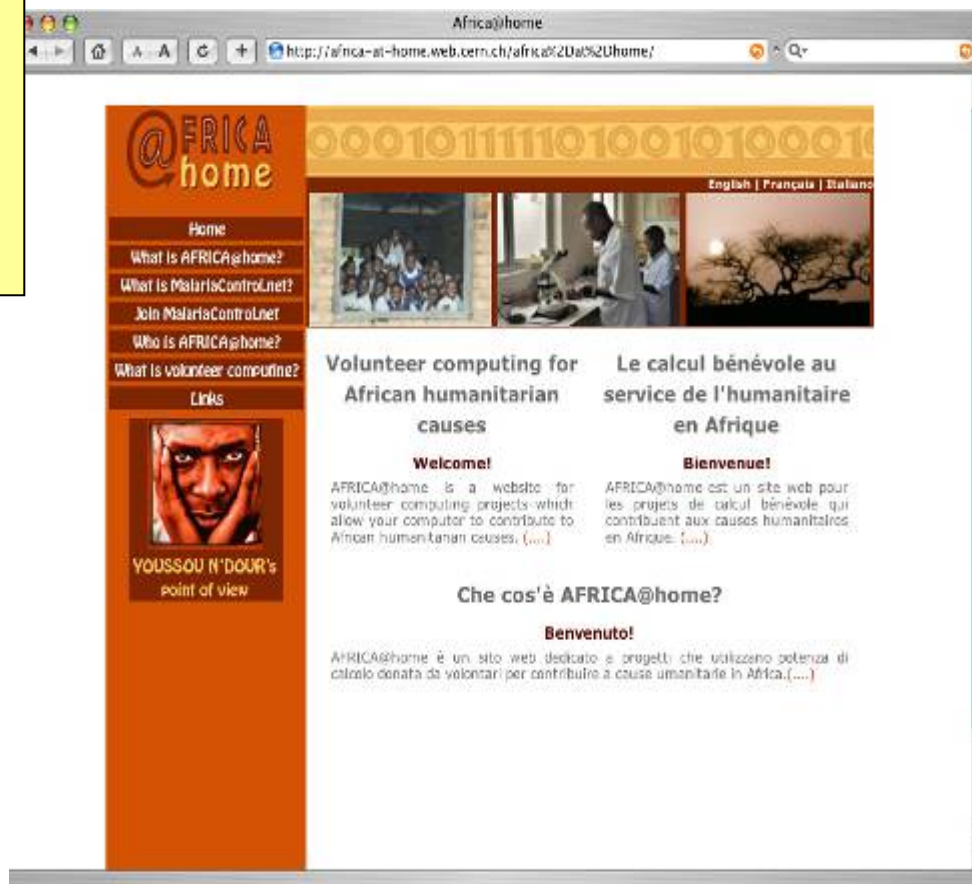 Africa@home
A A + http://africa-at-home.web.cern.ch/africa%2Dat%2Dhome/ Q
@FRICA
home
0001011111010010100010
English | Français | Italiano
Home
What is AFRICA@home?
What is MalariaControl.net?
Join MalariaControl.net
Who is AFRICA@home?
What is volunteer computing?
Links
YOUSSOU N'DOUR's
point of view
Volunteer computing for
African humanitarian
causes
Welcome!
AFRICA@home is a website for
volunteer computing projects which
allow your computer to contribute to
African humanitarian causes. (....)
Le calcul bénévole au
service de l'humanitaire
en Afrique
Bienvenue!
AFRICA@home est un site web pour
les projets de calcul bénévole qui
contribuent aux causes humanitaires
en Afrique. (....)
Che cos'è AFRICA@home?
Benvenuto!
AFRICA@home è un sito web dedicato a progetti che utilizzano potenza di
calcolo donata da volontari per contribuire a cause umanitarie in Africa.(....)